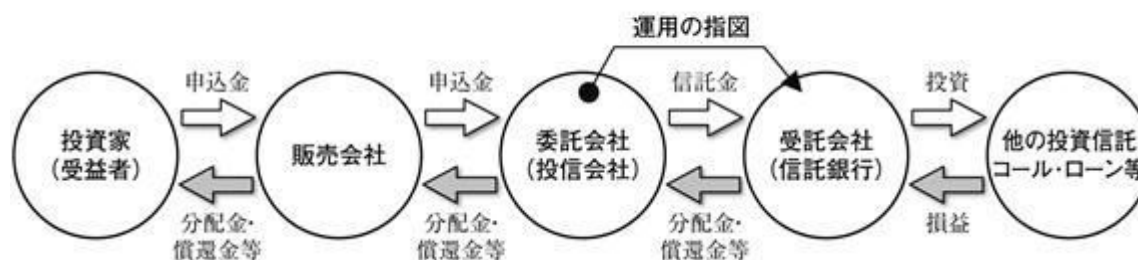 運用の指図
申込金
申込金
信託金
投資
投資家
(受益者)
販売会社
委託会社
(投信会社)
受託会社
(信託銀行)
他の投資信託
コール・ローン等
分配金・
償還金等
分配金・
償還金等
分配金・
償還金等
損益